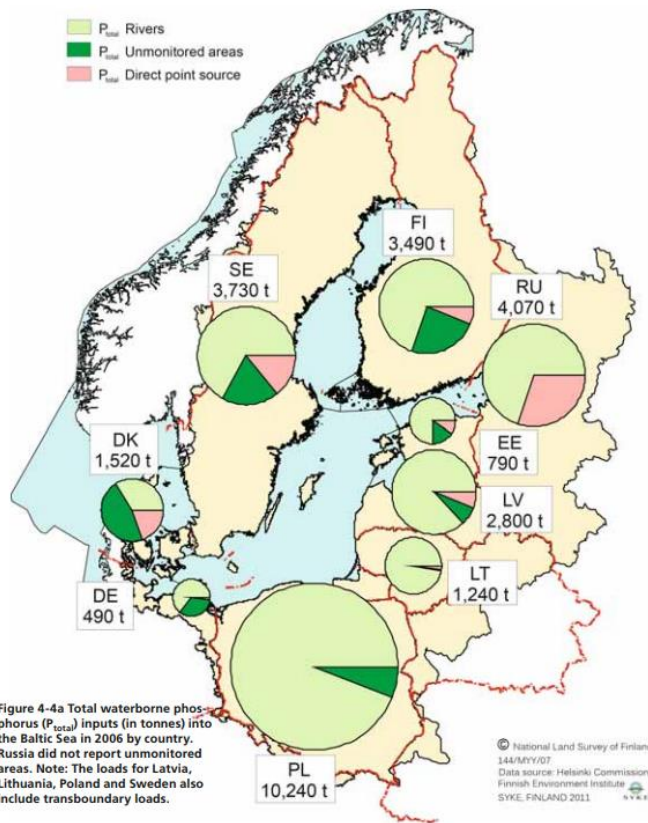 P total Rivers
P total Unmonitored areas
P total Direct point source
FI
3,490 t
SE
3,730 t
RU
4,070 t
DK
1,520 t
EE
790 t
LV
2,800 t
LT
1,240 t
DE
490 t
PL
10,240 t
Figure 4-4a Total waterborne phos-
phorus (Ptotal) inputs (in tonnes) into
the Baltic Sea in 2006 by country.
Russia did not report unmonitored
areas. Note: The loads for Latvia,
Lithuania, Poland and Sweden also
include transboundary loads.
© National Land Survey of Finland
144/MYY/07
Data source: Helsinki Commission
Finnish Environment Institute
SYKE, FINLAND 2011
SYKE